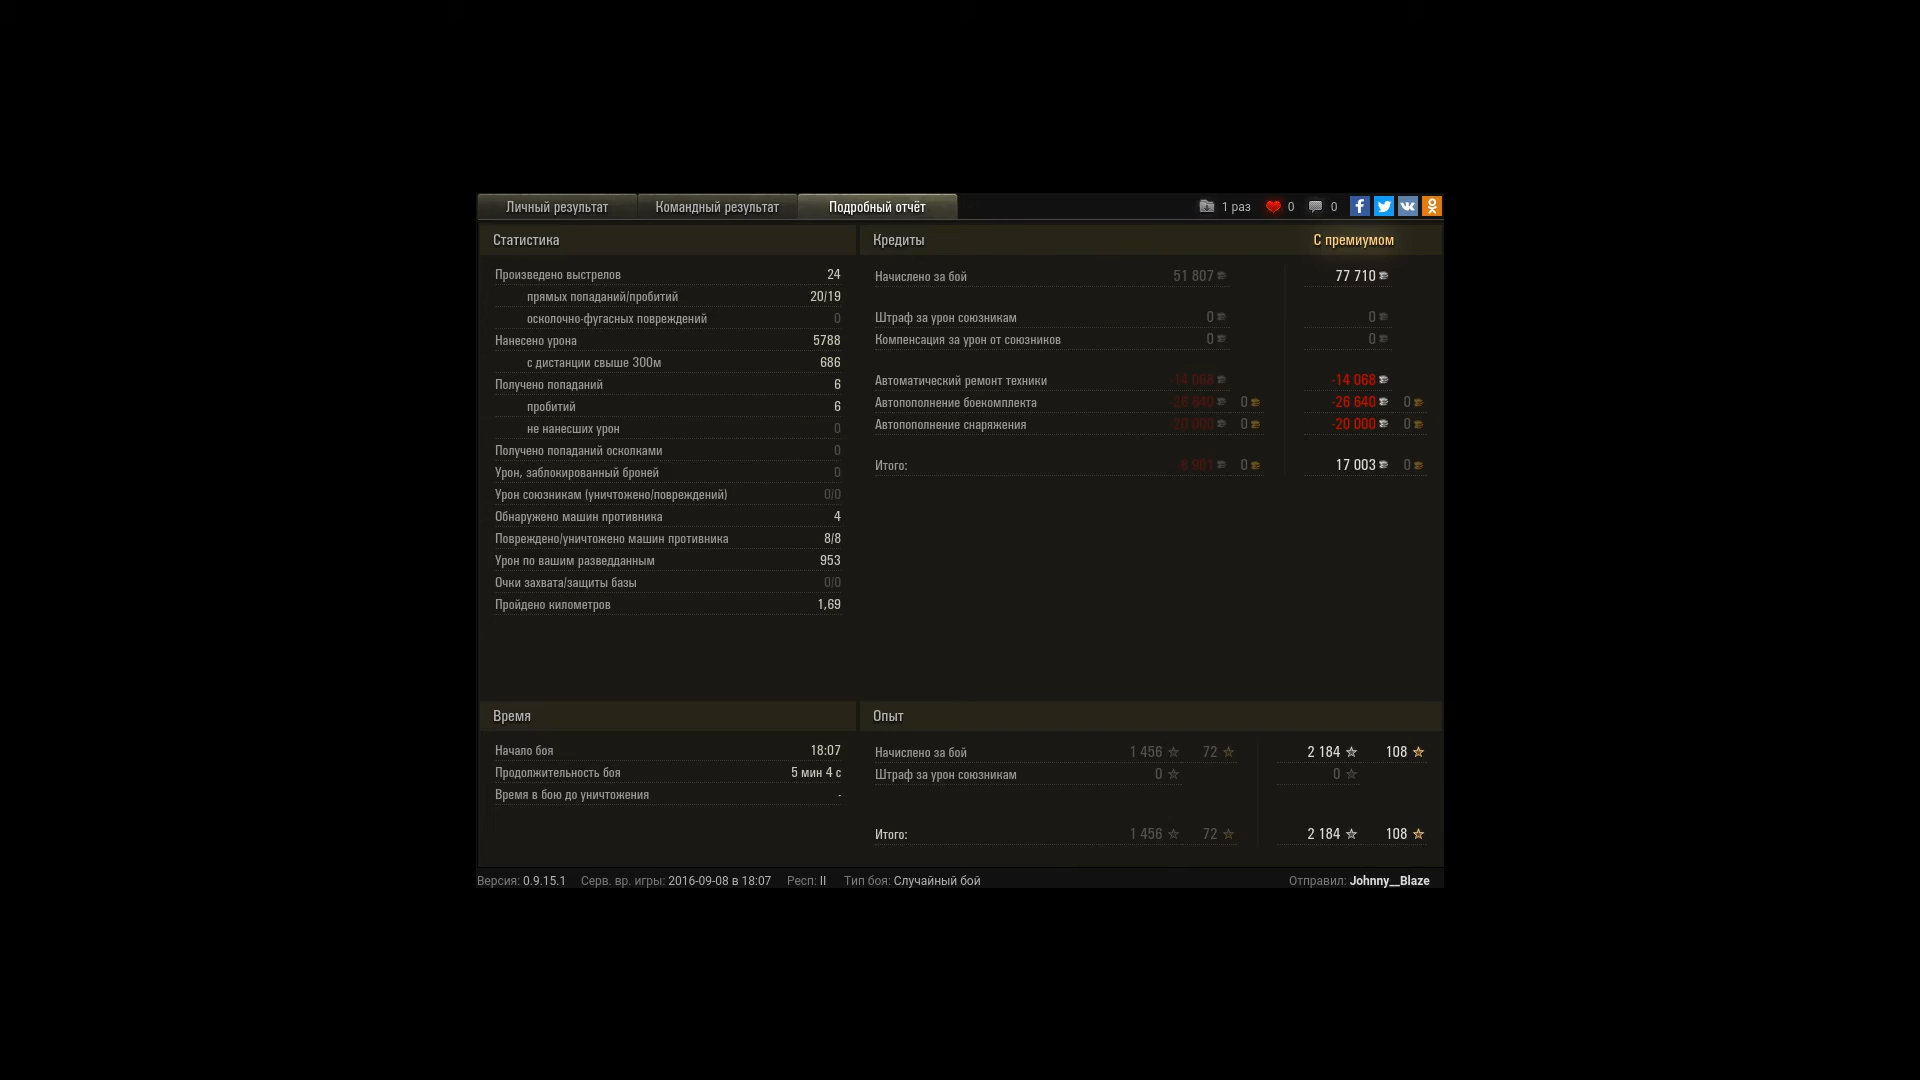 Личный результат Командный результат Подробный отчёт 1 раз 0 0
Статистика
Произведено выстрелов 24
прямых попаданий/пробитий 20/19
осколочно-фугасных повреждений 0
Нанесено урона 5788
с дистанции свыше 300м 686
Получено попаданий 6
пробитий 6
не нанесших урон 0
Получено попаданий осколками 0
Урон, заблокированный броней 0
Урон союзникам (уничтожено/повреждений) 0/0
Обнаружено машин противника 4
Повреждено/уничтожено машин противника 8/8
Урон по вашим разведданным 953
Очки захвата/защиты базы 0/0
Пройдено километров 1,69
Кредиты С премиумом
Начислено за бой 51 807 77 710
Штраф за урон союзникам 0 0
Компенсация за урон от союзников 0 0
Автоматический ремонт техники -14 068 -14 068
Автопополнение боекомплекта -26 640 0 -26 640 0
Автопополнение снаряжения -20 000 0 -20 000 0
Итого: -8 901 0 17 003 0
Время
Начало боя 18:07
Продолжительность боя 5 мин 4 с
Время в бою до уничтожения -
Опыт
Начислено за бой 1 456 72 2 184 108
Штраф за урон союзникам 0 0
Итого: 1 456 72 2 184 108
Версия: 0.9.15.1 Серв. вр. игры: 2016-09-08 в 18:07 Респ: II Тип боя: Случайный бой Отправил: Johnny__Blaze